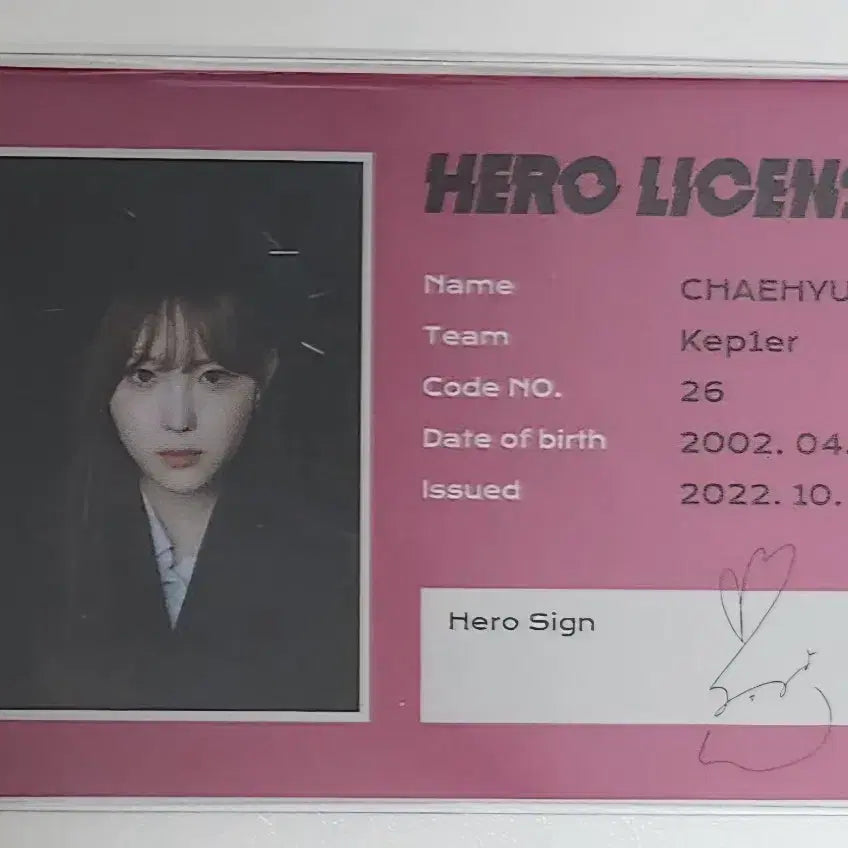 HERO LICENS
Name CHAEHYU
Team Kep1er
Code NO. 26
Date of birth 2002. 04.
Issued 2022. 10.
Hero Sign